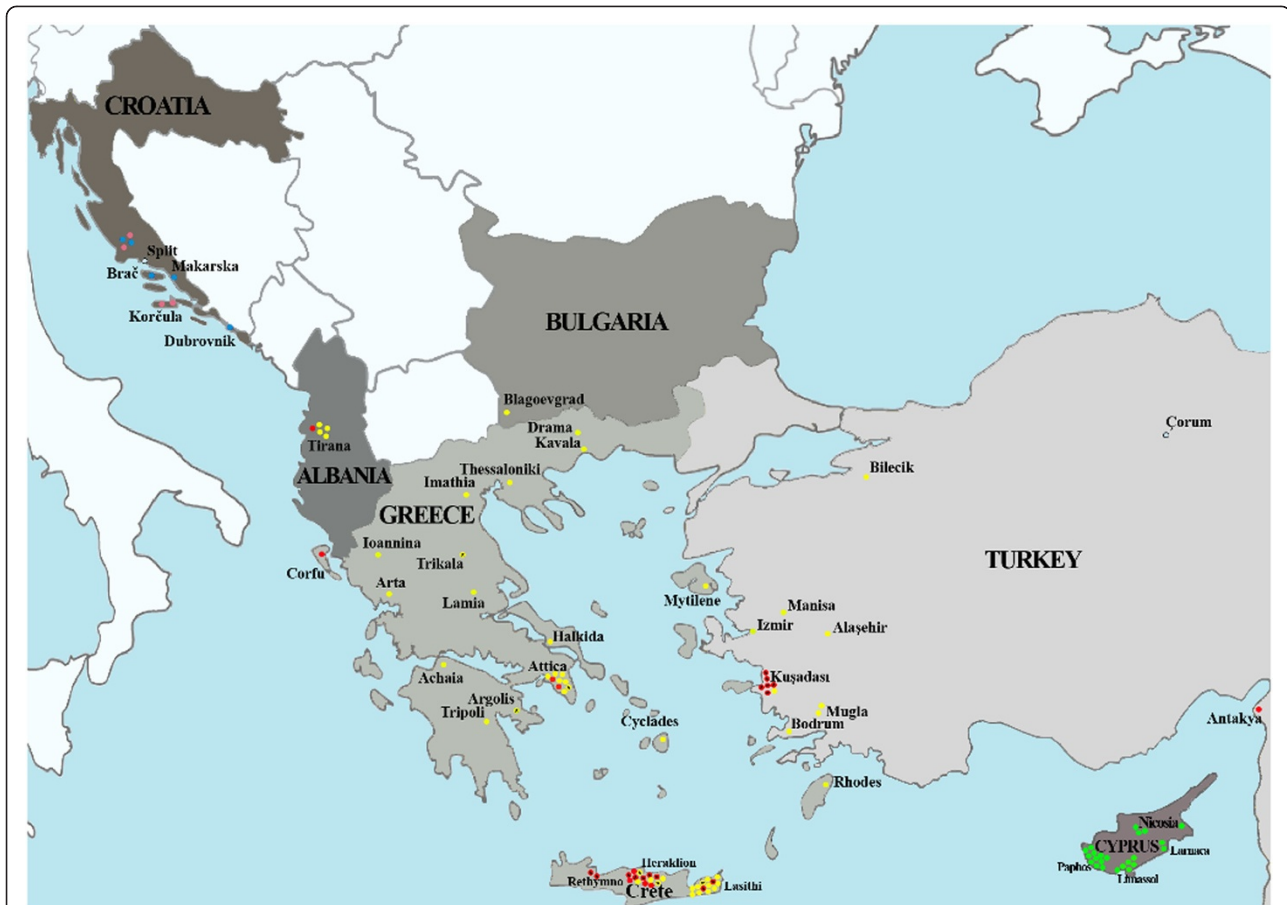 CROATIA
Split
Brač
Makarska
Korčula
Dubrovnik
BULGARIA
Blagoevgrad
Drama
Kavala
Çorum
Tirana
Bilecik
ALBANIA
Thessaloniki
Imathia
GREECE
Ioannina
Trikala
TURKEY
Corfu
Arta
Lamia
Mytilene
Manisa
Izmir
Alaşehir
Halkida
Attica
Achaia
Kuşadası
Argolis
Tripoli
Cyclades
Mugla
Bodrum
Antakya
Rhodes
Nicosia
CYPRUS
Larnaca
Paphos
Limassol
Heraklion
Rethymno
Crete
Lasithi